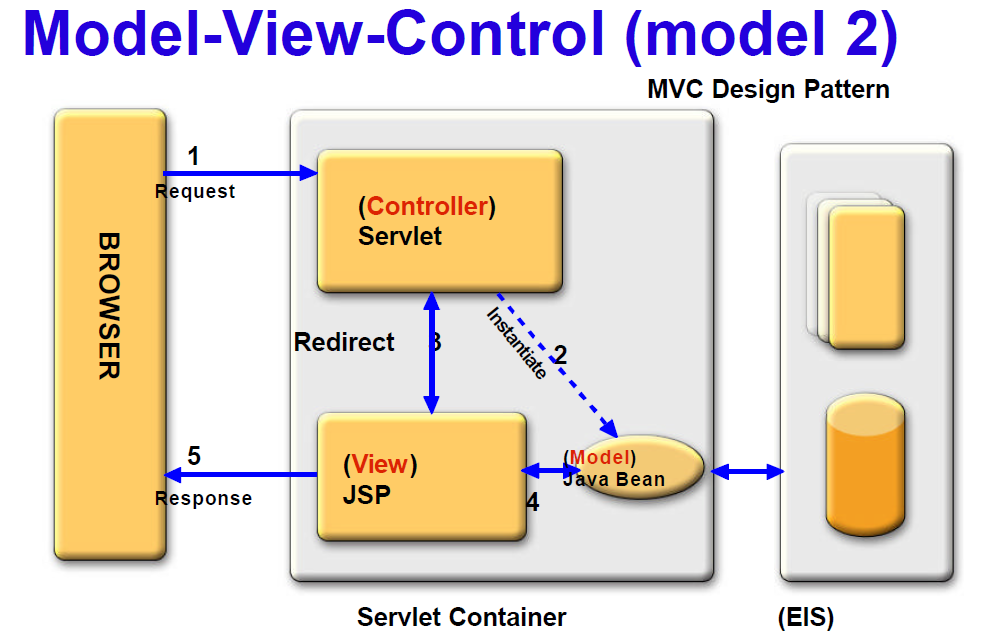 Model-View-Control (model 2)
MVC Design Pattern
1
Request
BROWSER
(Controller)
Servlet
Redirect
3
Instantiate
2
(View)
JSP
(Model)
Java Bean
4
5
Response
Servlet Container
(EIS)